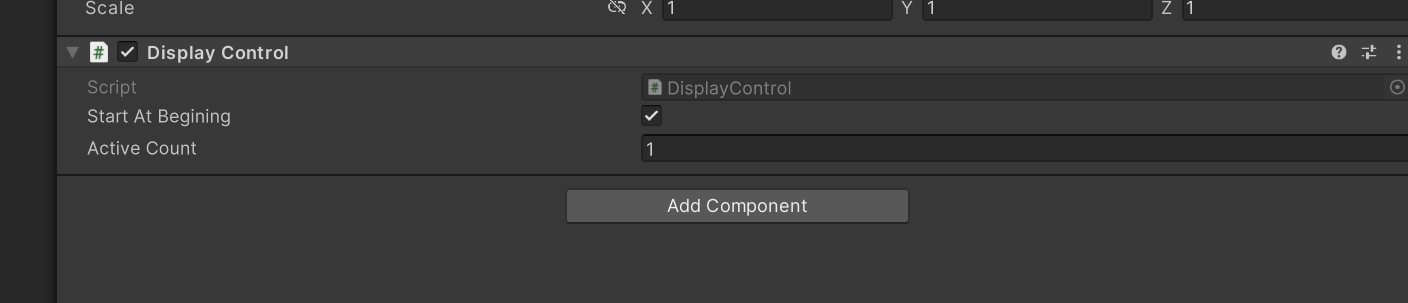 Scale X 1 Y 1 Z 1
# Display Control ?
Script # DisplayControl
Start At Begining
Active Count 1
Add Component